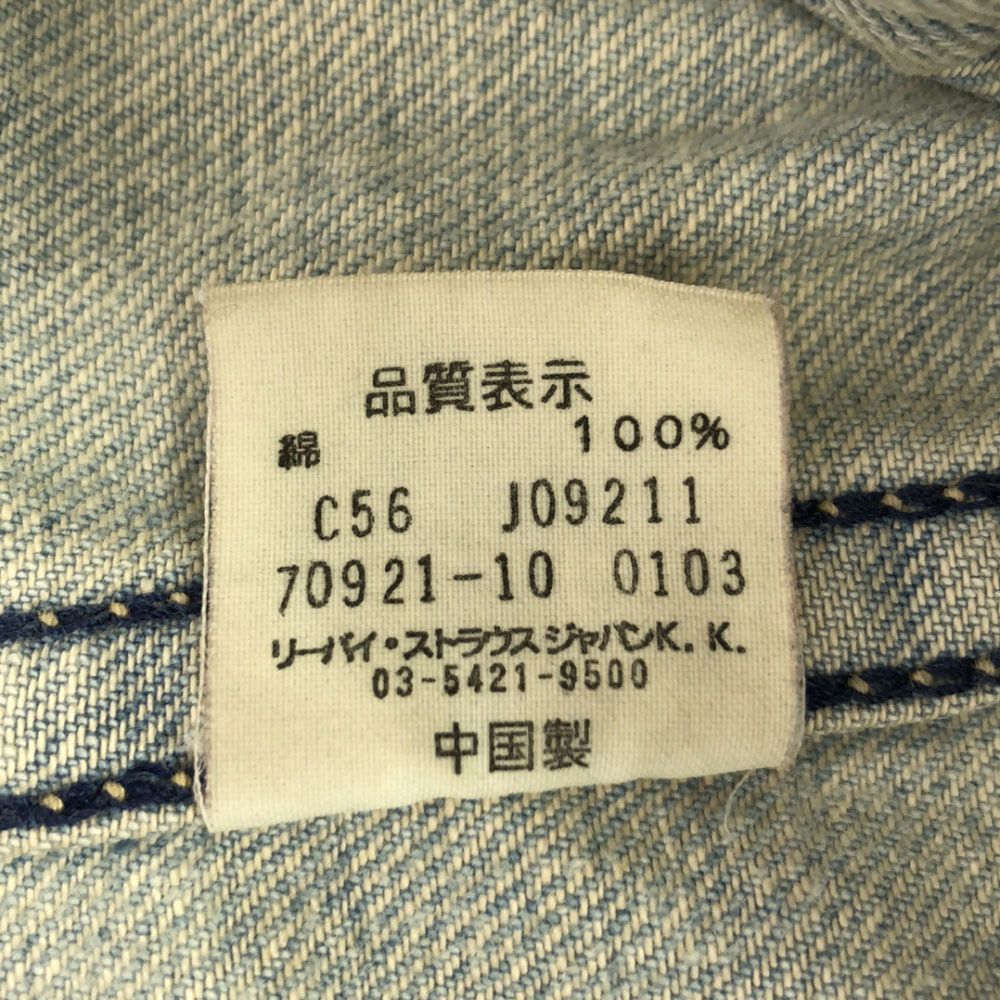 品質表示
綿 100%
C56 J09211
70921-10 0103
リーバイ・ストラウスジャパンK.K.
03-5421-9500
中国製